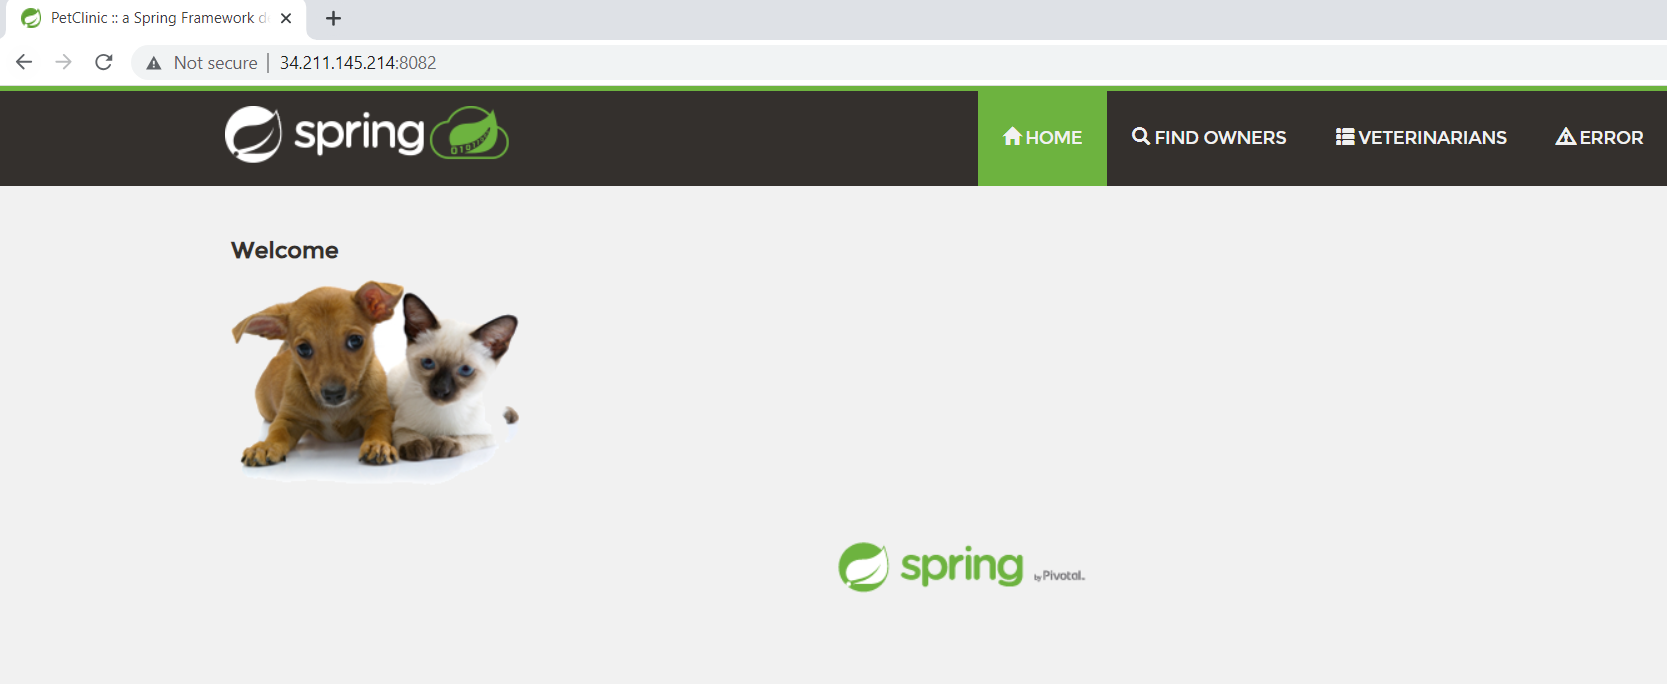 PetClinic :: a Spring Framework d
Not secure | 34.211.145.214:8082
spring
HOME FIND OWNERS VETERINARIANS ERROR
Welcome
spring by Pivotal.